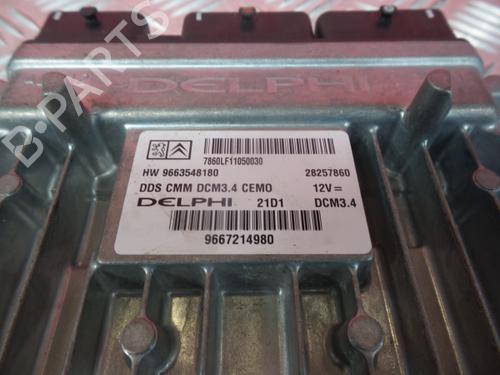 DELPHI
B-PARTS
7860LF11050030
HW 9663548180 28257860
DDS CMM DCM3.4 CEMO 12V=
DELPHI 21D1 DCM3.4
9667214980